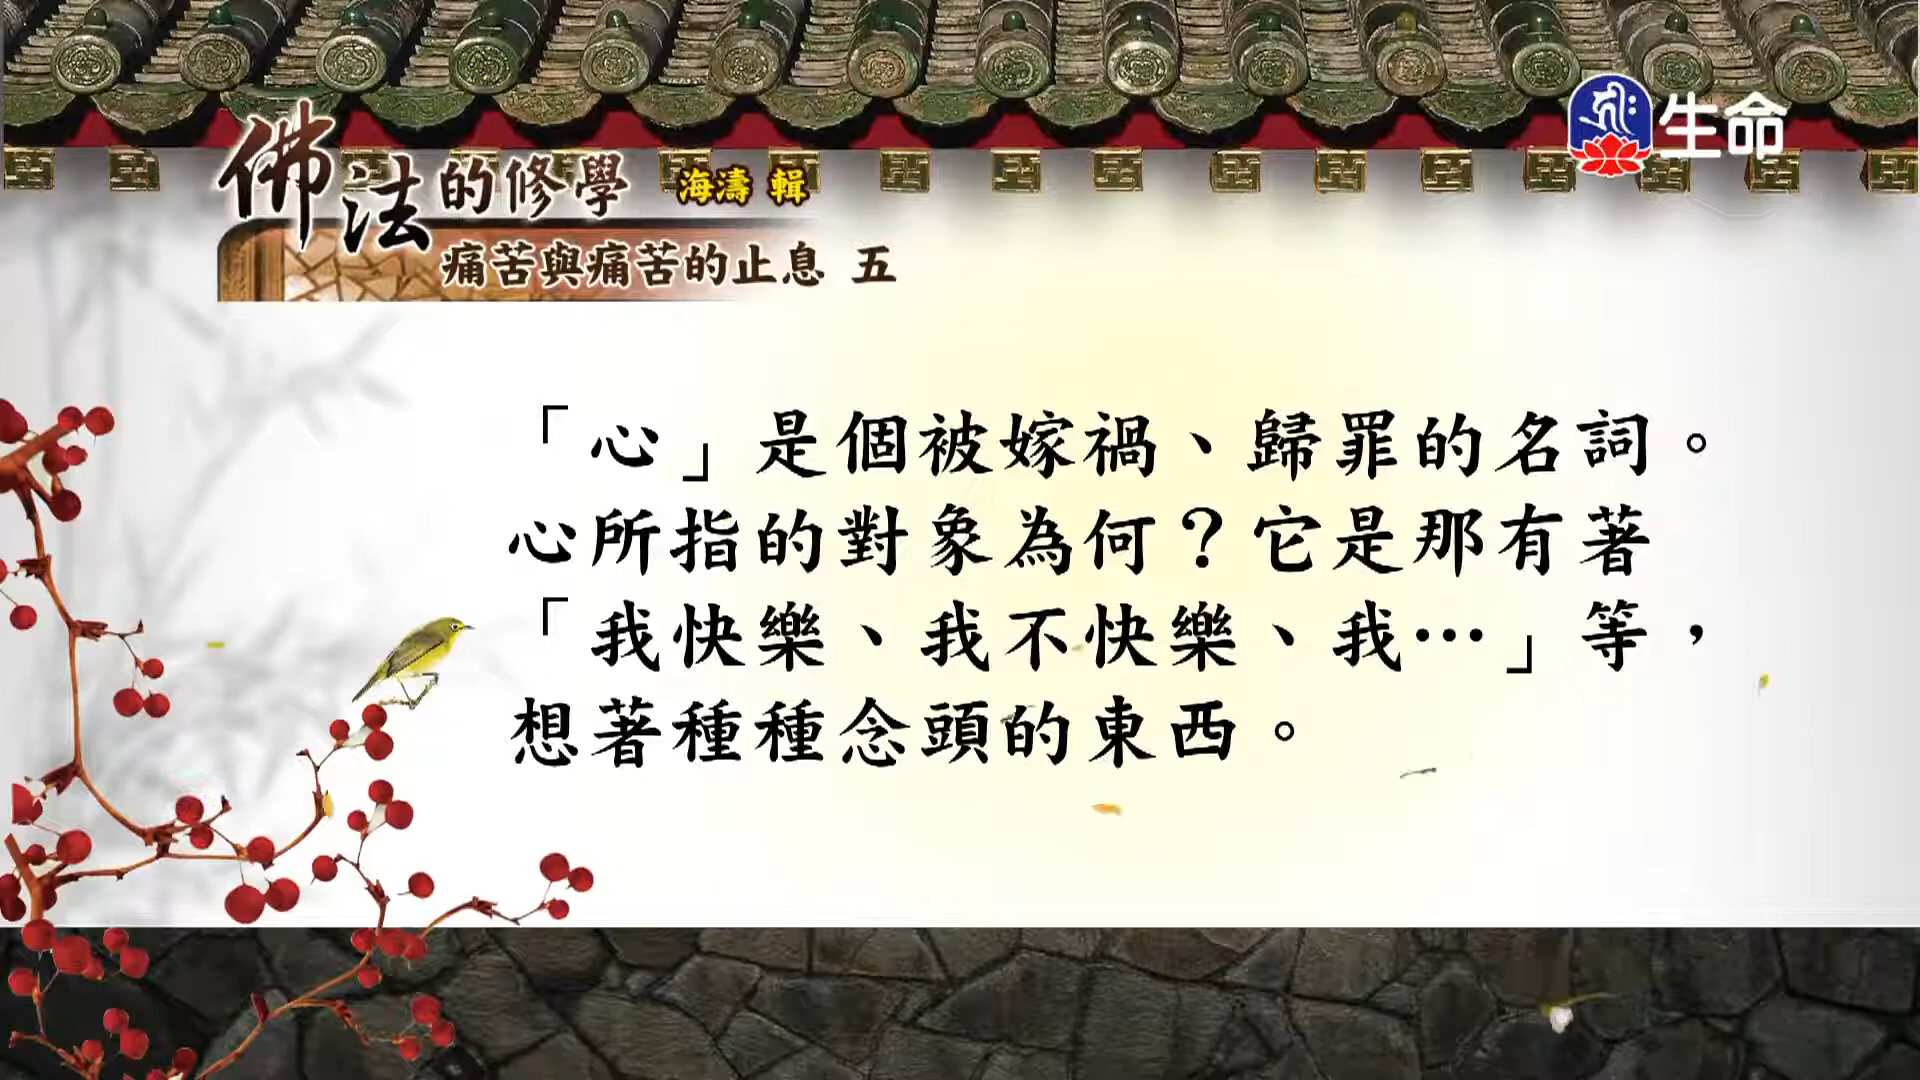 佛法的修學 海濤 輯
痛苦與痛苦的止息 五
生命
「心」是個被嫁禍、歸罪的名詞。
心所指的對象為何？它是那有著
「我快樂、我不快樂、我…」等，
想著種種念頭的東西。